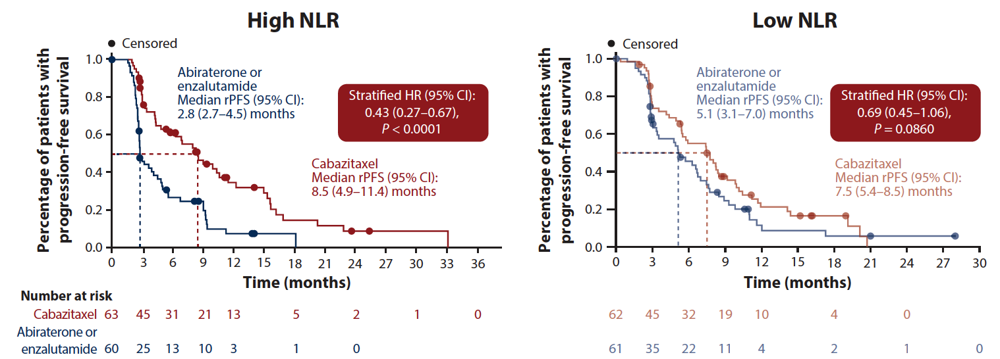 High NLR
Censored
Percentage of patients with
progression-free survival
1.0
0.8
0.6
0.4
0.2
0.0
Abiraterone or
enzalutamide
Median rPFS (95% CI):
2.8 (2.7–4.5) months
Stratified HR (95% CI):
0.43 (0.27–0.67),
P < 0.0001
Cabazitaxel
Median rPFS (95% CI):
8.5 (4.9–11.4) months
0 3 6 9 12 15 18 21 24 27 30 33 36
Time (months)
Number at risk
Cabazitaxel 63 45 31 21 13 5 2 1 0
Abiraterone or
enzalutamide 60 25 13 10 3 1 0
Low NLR
Censored
Percentage of patients with
progression-free survival
1.0
0.8
0.6
0.4
0.2
0.0
Abiraterone or
enzalutamide
Median rPFS (95% CI):
5.1 (3.1–7.0) months
Stratified HR (95% CI):
0.69 (0.45–1.06),
P = 0.0860
Cabazitaxel
Median rPFS (95% CI):
7.5 (5.4–8.5) months
0 3 6 9 12 15 18 21 24 27 30
Time (months)
62 45 32 19 10 4 0
61 35 22 11 4 2 1 0